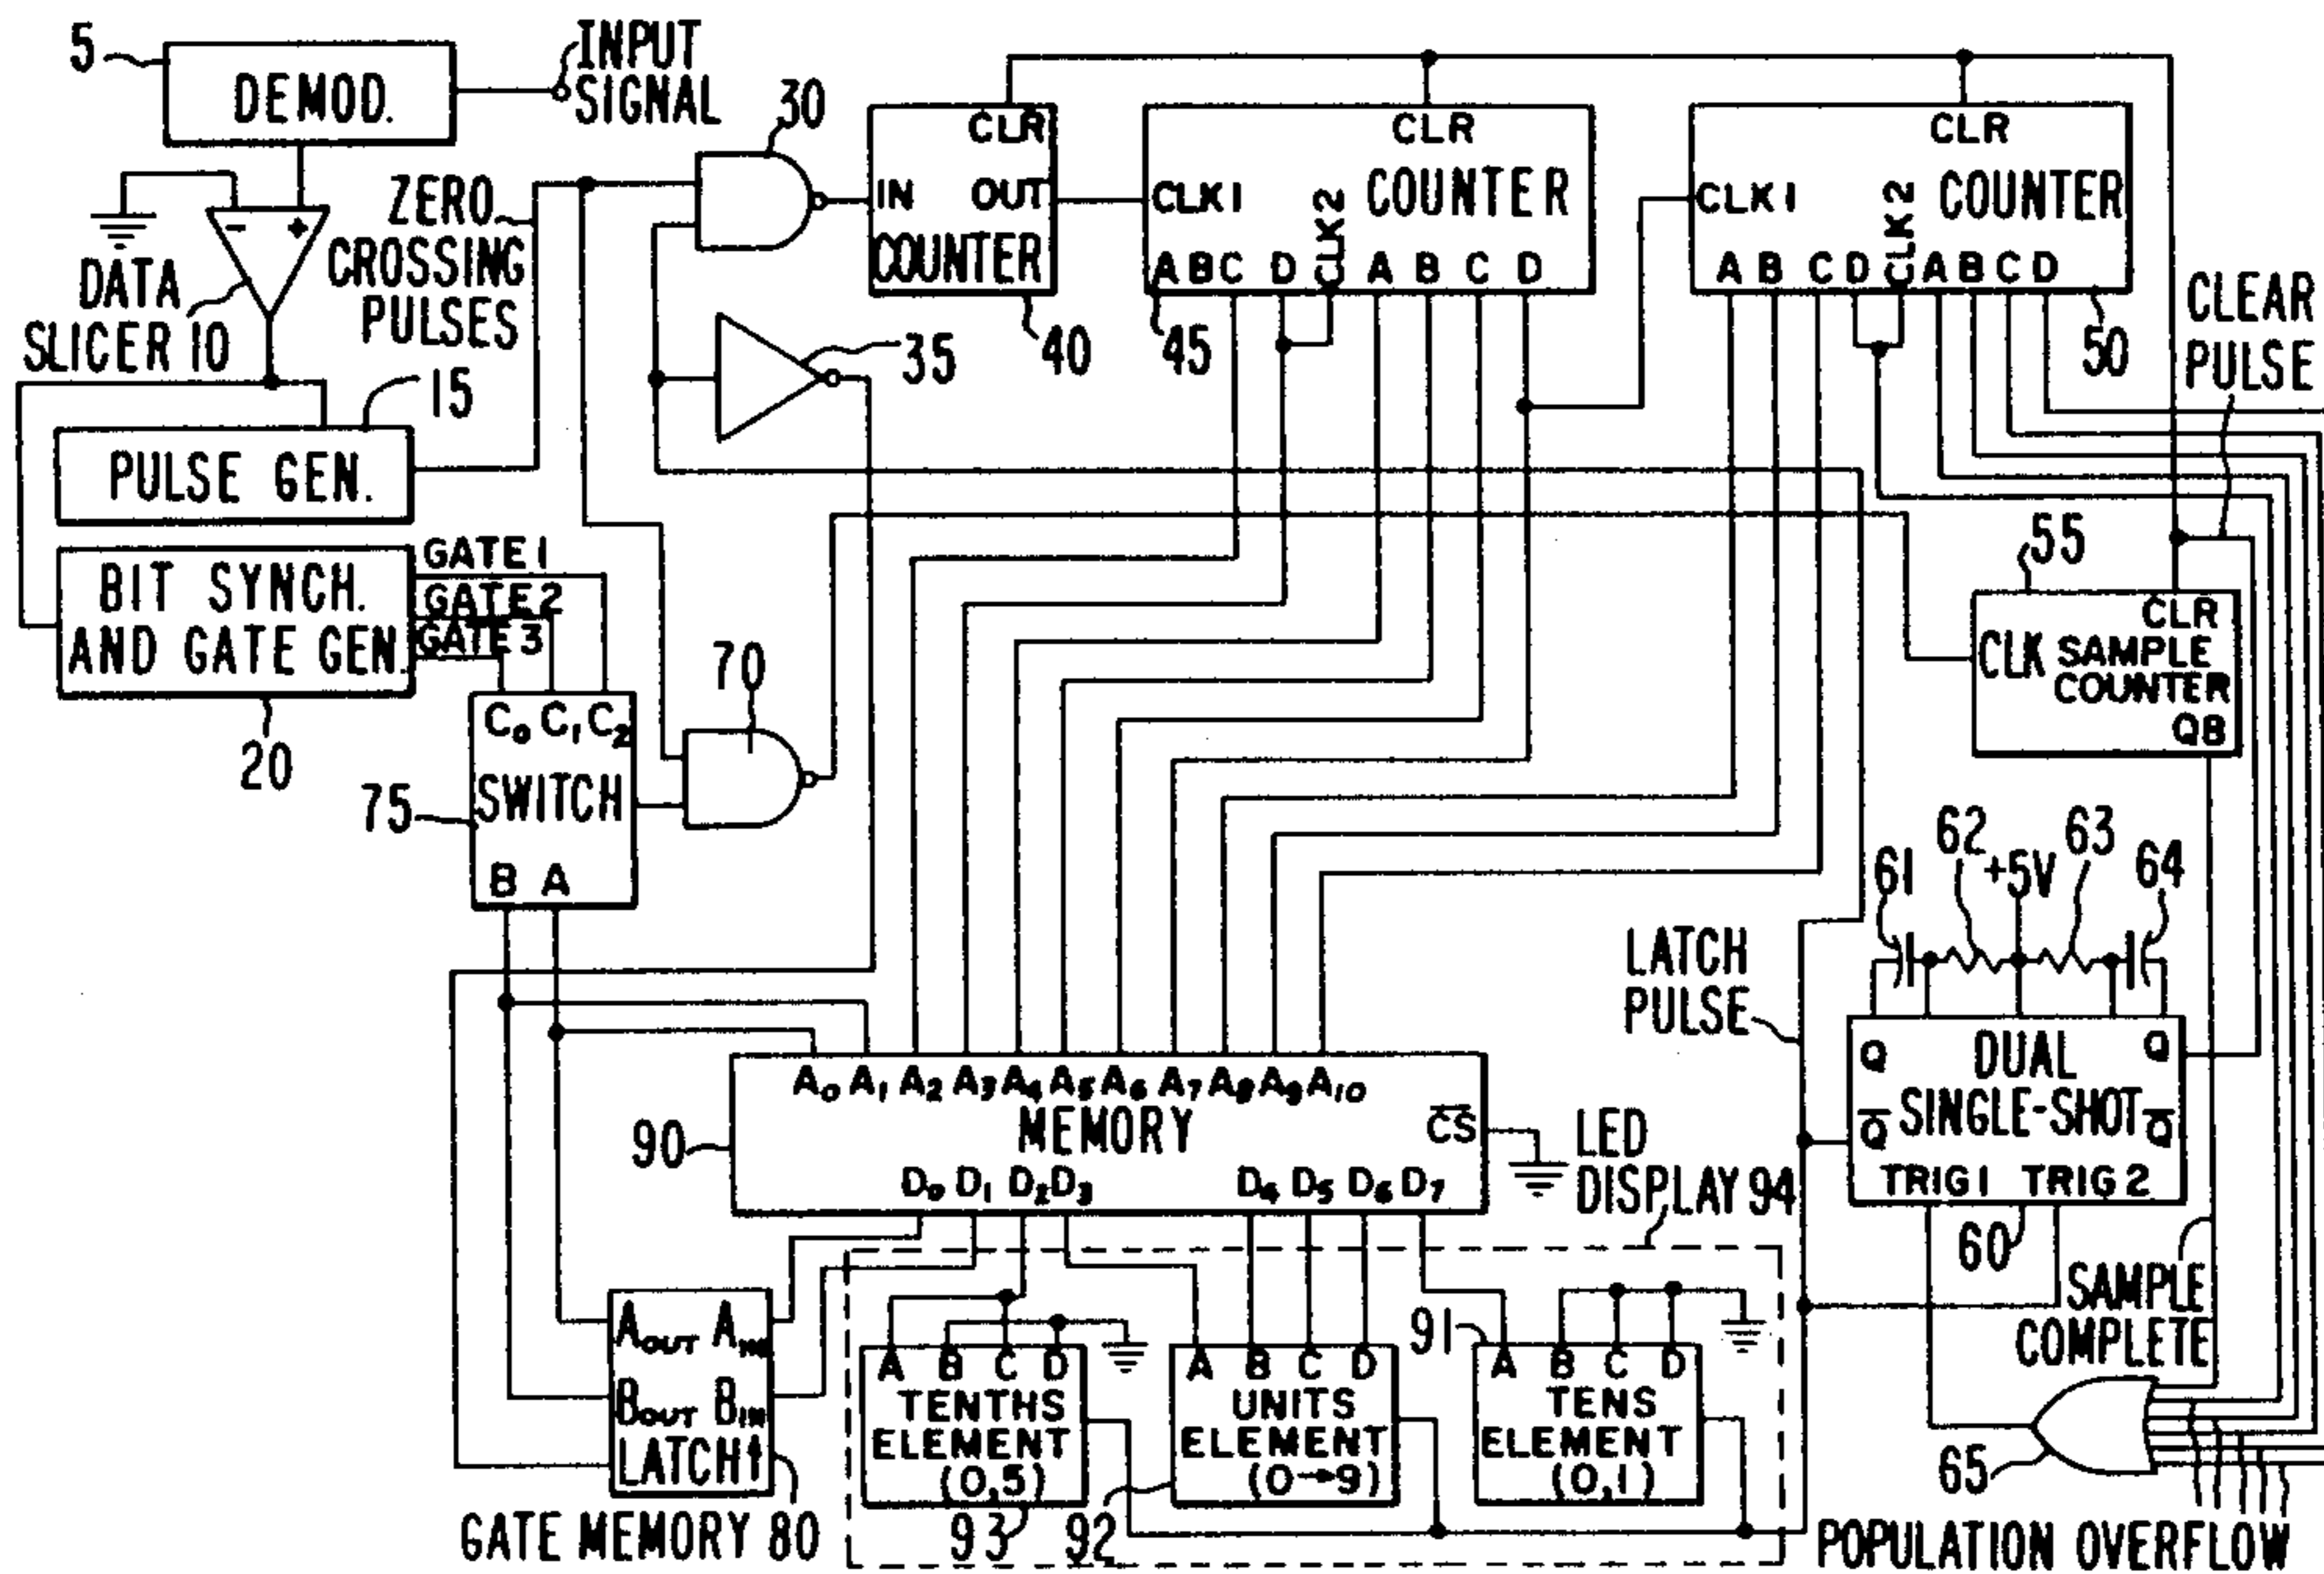 5
DEMOD.
INPUT
SIGNAL
30
CLR
IN OUT
COUNTER
40
CLR
CLK1
COUNTER
CLK2
A B C D A B C D
45
CLR
CLK1
COUNTER
CLK2
A B C D A B C D
50
CLEAR
PULSE
ZERO
CROSSING
PULSES
- +
DATA
SLICER 10
15
35
PULSE GEN.
BIT SYNCH.
AND GATE GEN.
20
GATE 1
GATE 2
GATE 3
C₀ C₁ C₂
SWITCH
B A
75
70
55
CLR
CLK SAMPLE
COUNTER
QB
61 62 +5V 63 64
LATCH
PULSE
Q DUAL Q
SINGLE-SHOT
Q̅ Q̅
TRIG 1 TRIG 2
60
A₀ A₁ A₂ A₃ A₄ A₅ A₆ A₇ A₈ A₉ A₁₀
MEMORY
C̅S̅
90
D₀ D₁ D₂ D₃ D₄ D₅ D₆ D₇
LED
DISPLAY 94
SAMPLE
COMPLETE
AOUT AIN
BOUT BIN
LATCH↑
GATE MEMORY 80
A B C D
TENTHS
ELEMENT
(0,5)
93
A B C D
UNITS
ELEMENT
(0→9)
92
91
A B C D
TENS
ELEMENT
(0,1)
65
POPULATION OVERFLOW